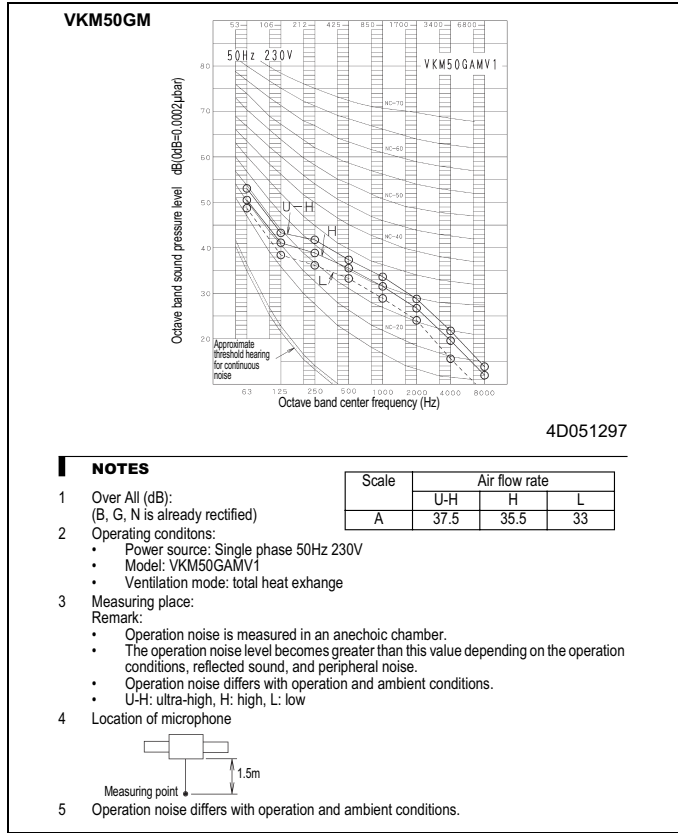 VKM50GM
53 106 212 425 850 1700 3400 6800
50Hz 230V
VKM50GAMV1
Octave band sound pressure level dB(0dB=0.0002µbar)
80
70
60
50
40
30
20
NC-70
NC-60
NC-50
NC-40
NC-20
U-H
H
L
Approximate
threshold hearing
for continuous
noise
63 125 250 500 1000 2000 4000 8000
Octave band center frequency (Hz)
4D051297
NOTES
Scale Air flow rate
U-H H L
A 37.5 35.5 33
1 Over All (dB):
(B, G, N is already rectified)
2 Operating conditons:
• Power source: Single phase 50Hz 230V
• Model: VKM50GAMV1
• Ventilation mode: total heat exhange
3 Measuring place:
Remark:
• Operation noise is measured in an anechoic chamber.
• The operation noise level becomes greater than this value depending on the operation
conditions, reflected sound, and peripheral noise.
• Operation noise differs with operation and ambient conditions.
• U-H: ultra-high, H: high, L: low
4 Location of microphone
1.5m
Measuring point
5 Operation noise differs with operation and ambient conditions.